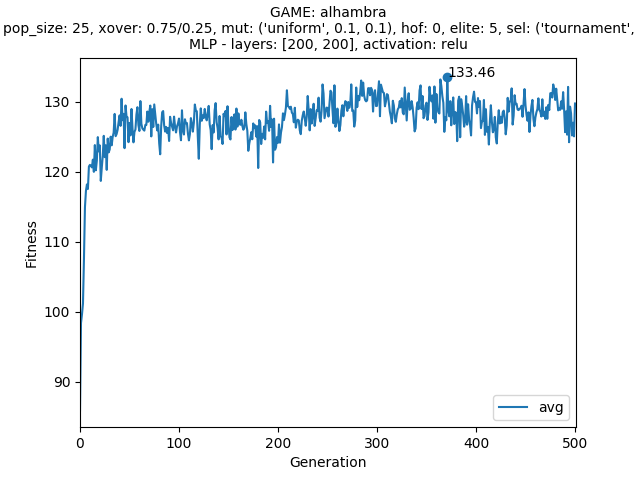 GAME: alhambra
pop_size: 25, xover: 0.75/0.25, mut: ('uniform', 0.1, 0.1), hof: 0, elite: 5, sel: ('tournament',
MLP - layers: [200, 200], activation: relu
133.46
130
120
110
100
90
Fitness
avg
0 100 200 300 400 500
Generation